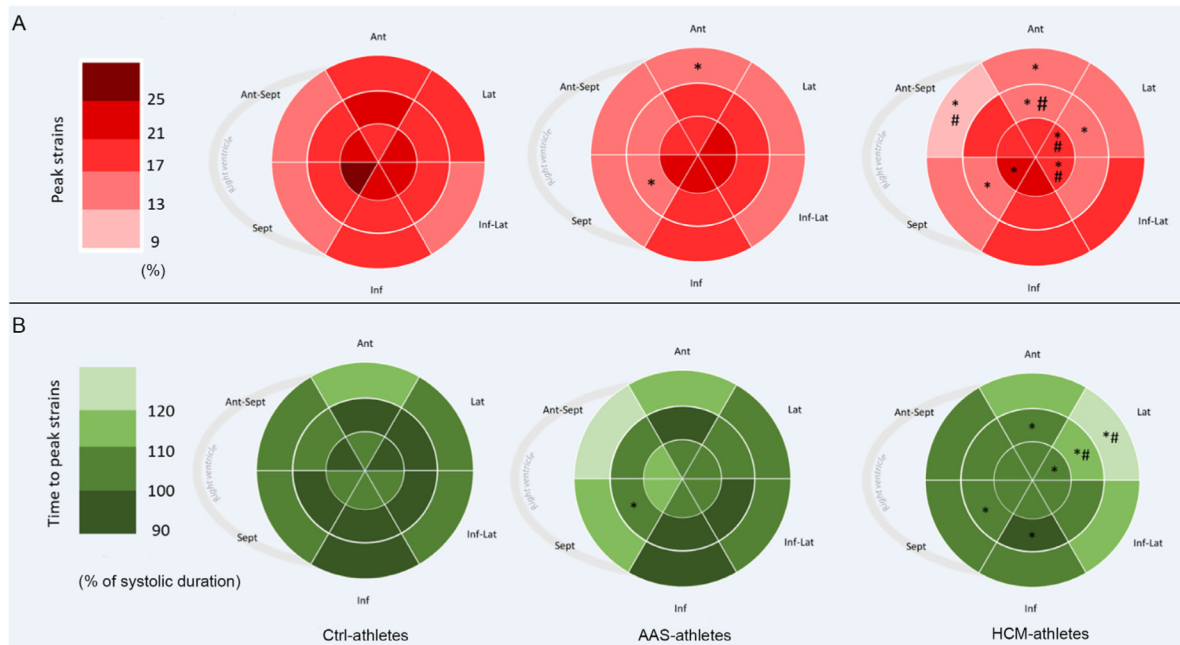 A
Peak strains
25
21
17
13
9
(%)
Ant
Ant-Sept
Lat
Right ventricle
Sept
Inf-Lat
Inf
Ant
*
Ant-Sept
Lat
Right ventricle
*
Sept
Inf-Lat
Inf
Ant
*
Ant-Sept
Lat
* #
*
#
*
*
#
Right ventricle
*
*
#
*
Sept
Inf-Lat
Inf
B
Time to peak strains
120
110
100
90
(% of systolic duration)
Ant
Ant-Sept
Lat
Right ventricle
Sept
Inf-Lat
Inf
Ctrl-athletes
Ant
Ant-Sept
Lat
Right ventricle
*
Sept
Inf-Lat
Inf
AAS-athletes
Ant
Ant-Sept
Lat
*
*#
*#
*
Right ventricle
*
*
Sept
Inf-Lat
Inf
HCM-athletes